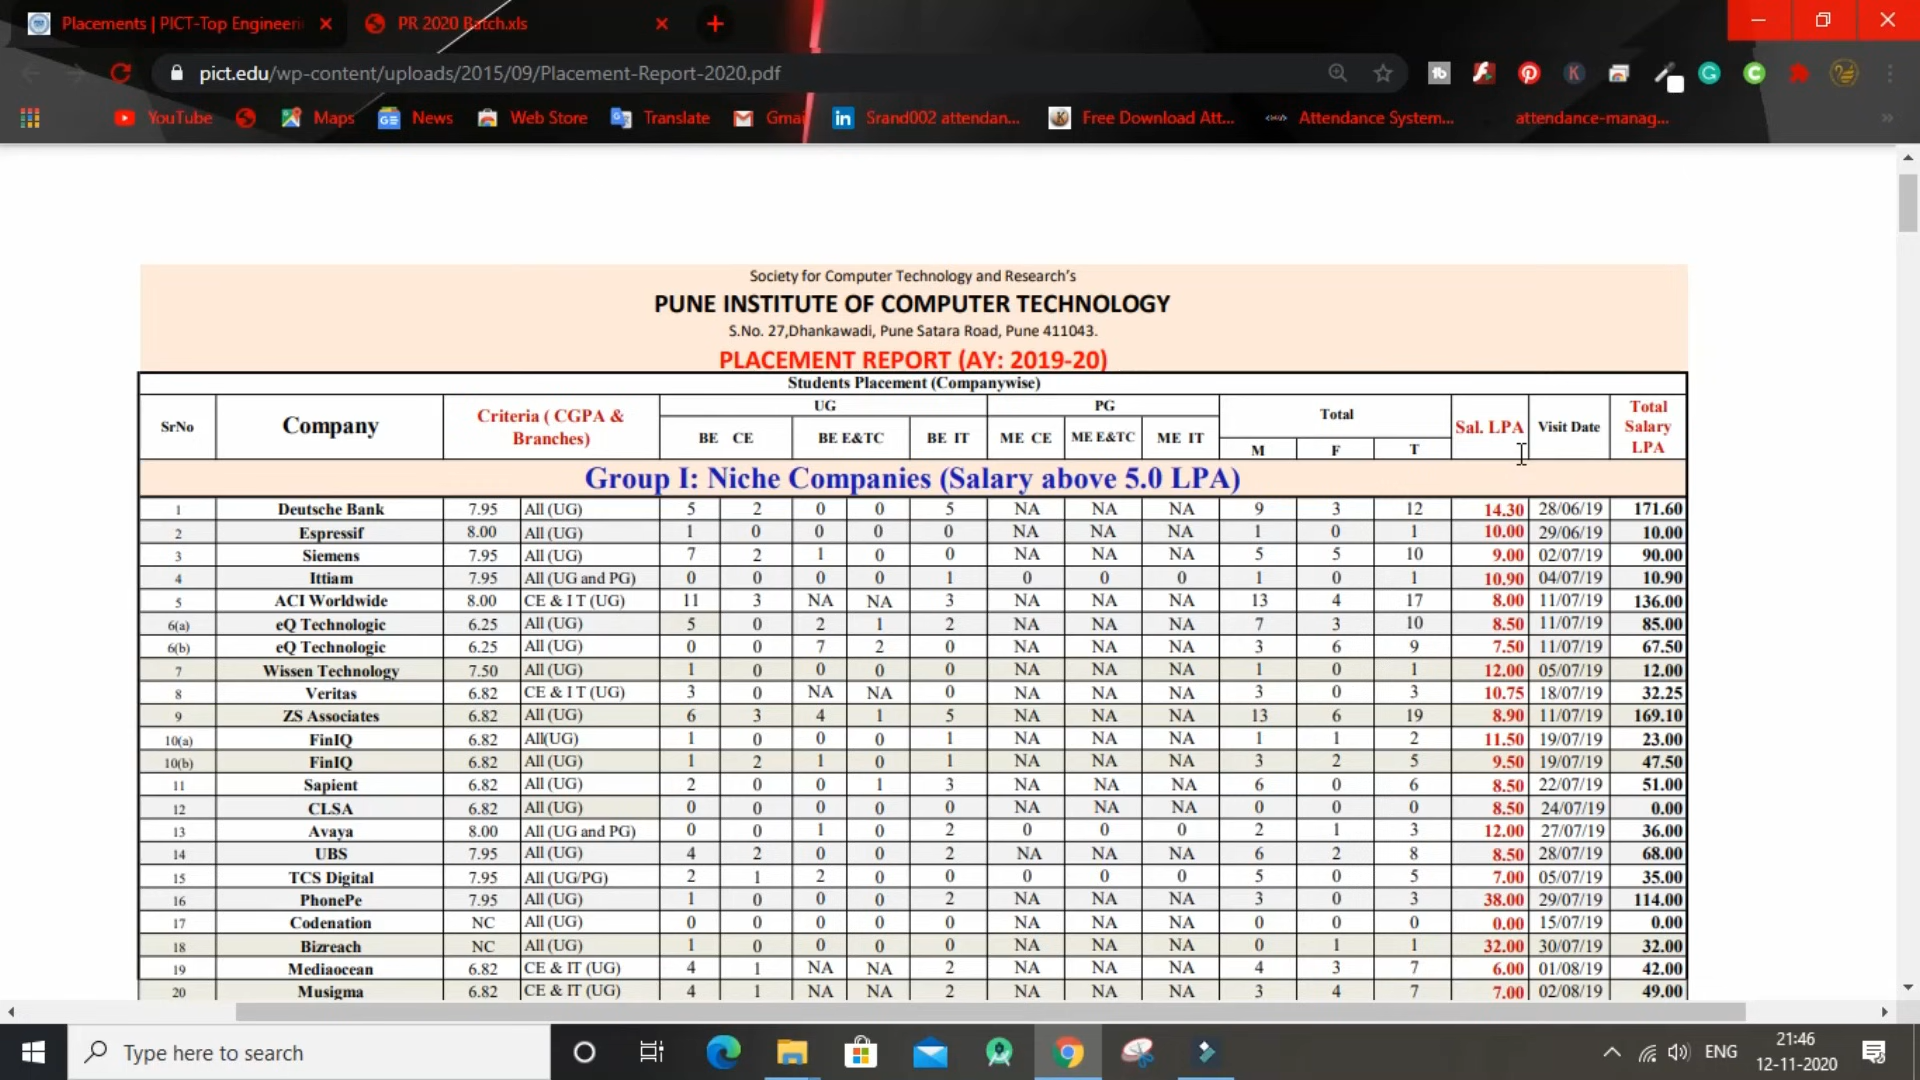 Placements | PICT-Top Engineeri
PR 2020 Batch.xls
pict.edu/wp-content/uploads/2015/09/Placement-Report-2020.pdf
YouTube Maps News Web Store Translate Gmai Srand002 attendan... Free Download Att... Attendance System... attendance-manag...
Society for Computer Technology and Research's
PUNE INSTITUTE OF COMPUTER TECHNOLOGY
S.No. 27,Dhankawadi, Pune Satara Road, Pune 411043.
PLACEMENT REPORT (AY: 2019-20)
Students Placement (Companywise)
SrNo Company Criteria ( CGPA & Branches) UG PG Total Sal. LPA Visit Date Total Salary LPA
BE CE BE E&TC BE IT ME CE ME E&TC ME IT M F T
Group I: Niche Companies (Salary above 5.0 LPA)
1 Deutsche Bank 7.95 All (UG) 5 2 0 0 5 NA NA NA 9 3 12 14.30 28/06/19 171.60
2 Espressif 8.00 All (UG) 1 0 0 0 0 NA NA NA 1 0 1 10.00 29/06/19 10.00
3 Siemens 7.95 All (UG) 7 2 1 0 0 NA NA NA 5 5 10 9.00 02/07/19 90.00
4 Ittiam 7.95 All (UG and PG) 0 0 0 0 1 0 0 0 1 0 1 10.90 04/07/19 10.90
5 ACI Worldwide 8.00 CE & I T (UG) 11 3 NA NA 3 NA NA NA 13 4 17 8.00 11/07/19 136.00
6(a) eQ Technologic 6.25 All (UG) 5 0 2 1 2 NA NA NA 7 3 10 8.50 11/07/19 85.00
6(b) eQ Technologic 6.25 All (UG) 0 0 7 2 0 NA NA NA 3 6 9 7.50 11/07/19 67.50
7 Wissen Technology 7.50 All (UG) 1 0 0 0 0 NA NA NA 1 0 1 12.00 05/07/19 12.00
8 Veritas 6.82 CE & I T (UG) 3 0 NA NA 0 NA NA NA 3 0 3 10.75 18/07/19 32.25
9 ZS Associates 6.82 All (UG) 6 3 4 1 5 NA NA NA 13 6 19 8.90 11/07/19 169.10
10(a) FinIQ 6.82 All(UG) 1 0 0 0 1 NA NA NA 1 1 2 11.50 19/07/19 23.00
10(b) FinIQ 6.82 All (UG) 1 2 1 0 1 NA NA NA 3 2 5 9.50 19/07/19 47.50
11 Sapient 6.82 All (UG) 2 0 0 1 3 NA NA NA 6 0 6 8.50 22/07/19 51.00
12 CLSA 6.82 All (UG) 0 0 0 0 0 NA NA NA 0 0 0 8.50 24/07/19 0.00
13 Avaya 8.00 All (UG and PG) 0 0 1 0 2 0 0 0 2 1 3 12.00 27/07/19 36.00
14 UBS 7.95 All (UG) 4 2 0 0 2 NA NA NA 6 2 8 8.50 28/07/19 68.00
15 TCS Digital 7.95 All (UG/PG) 2 1 2 0 0 0 0 0 5 0 5 7.00 05/07/19 35.00
16 PhonePe 7.95 All (UG) 1 0 0 0 2 NA NA NA 3 0 3 38.00 29/07/19 114.00
17 Codenation NC All (UG) 0 0 0 0 0 NA NA NA 0 0 0 0.00 15/07/19 0.00
18 Bizreach NC All (UG) 1 0 0 0 0 NA NA NA 0 1 1 32.00 30/07/19 32.00
19 Mediaocean 6.82 CE & IT (UG) 4 1 NA NA 2 NA NA NA 4 3 7 6.00 01/08/19 42.00
20 Musigma 6.82 CE & IT (UG) 4 1 NA NA 2 NA NA NA 3 4 7 7.00 02/08/19 49.00
Type here to search
ENG
21:46
12-11-2020